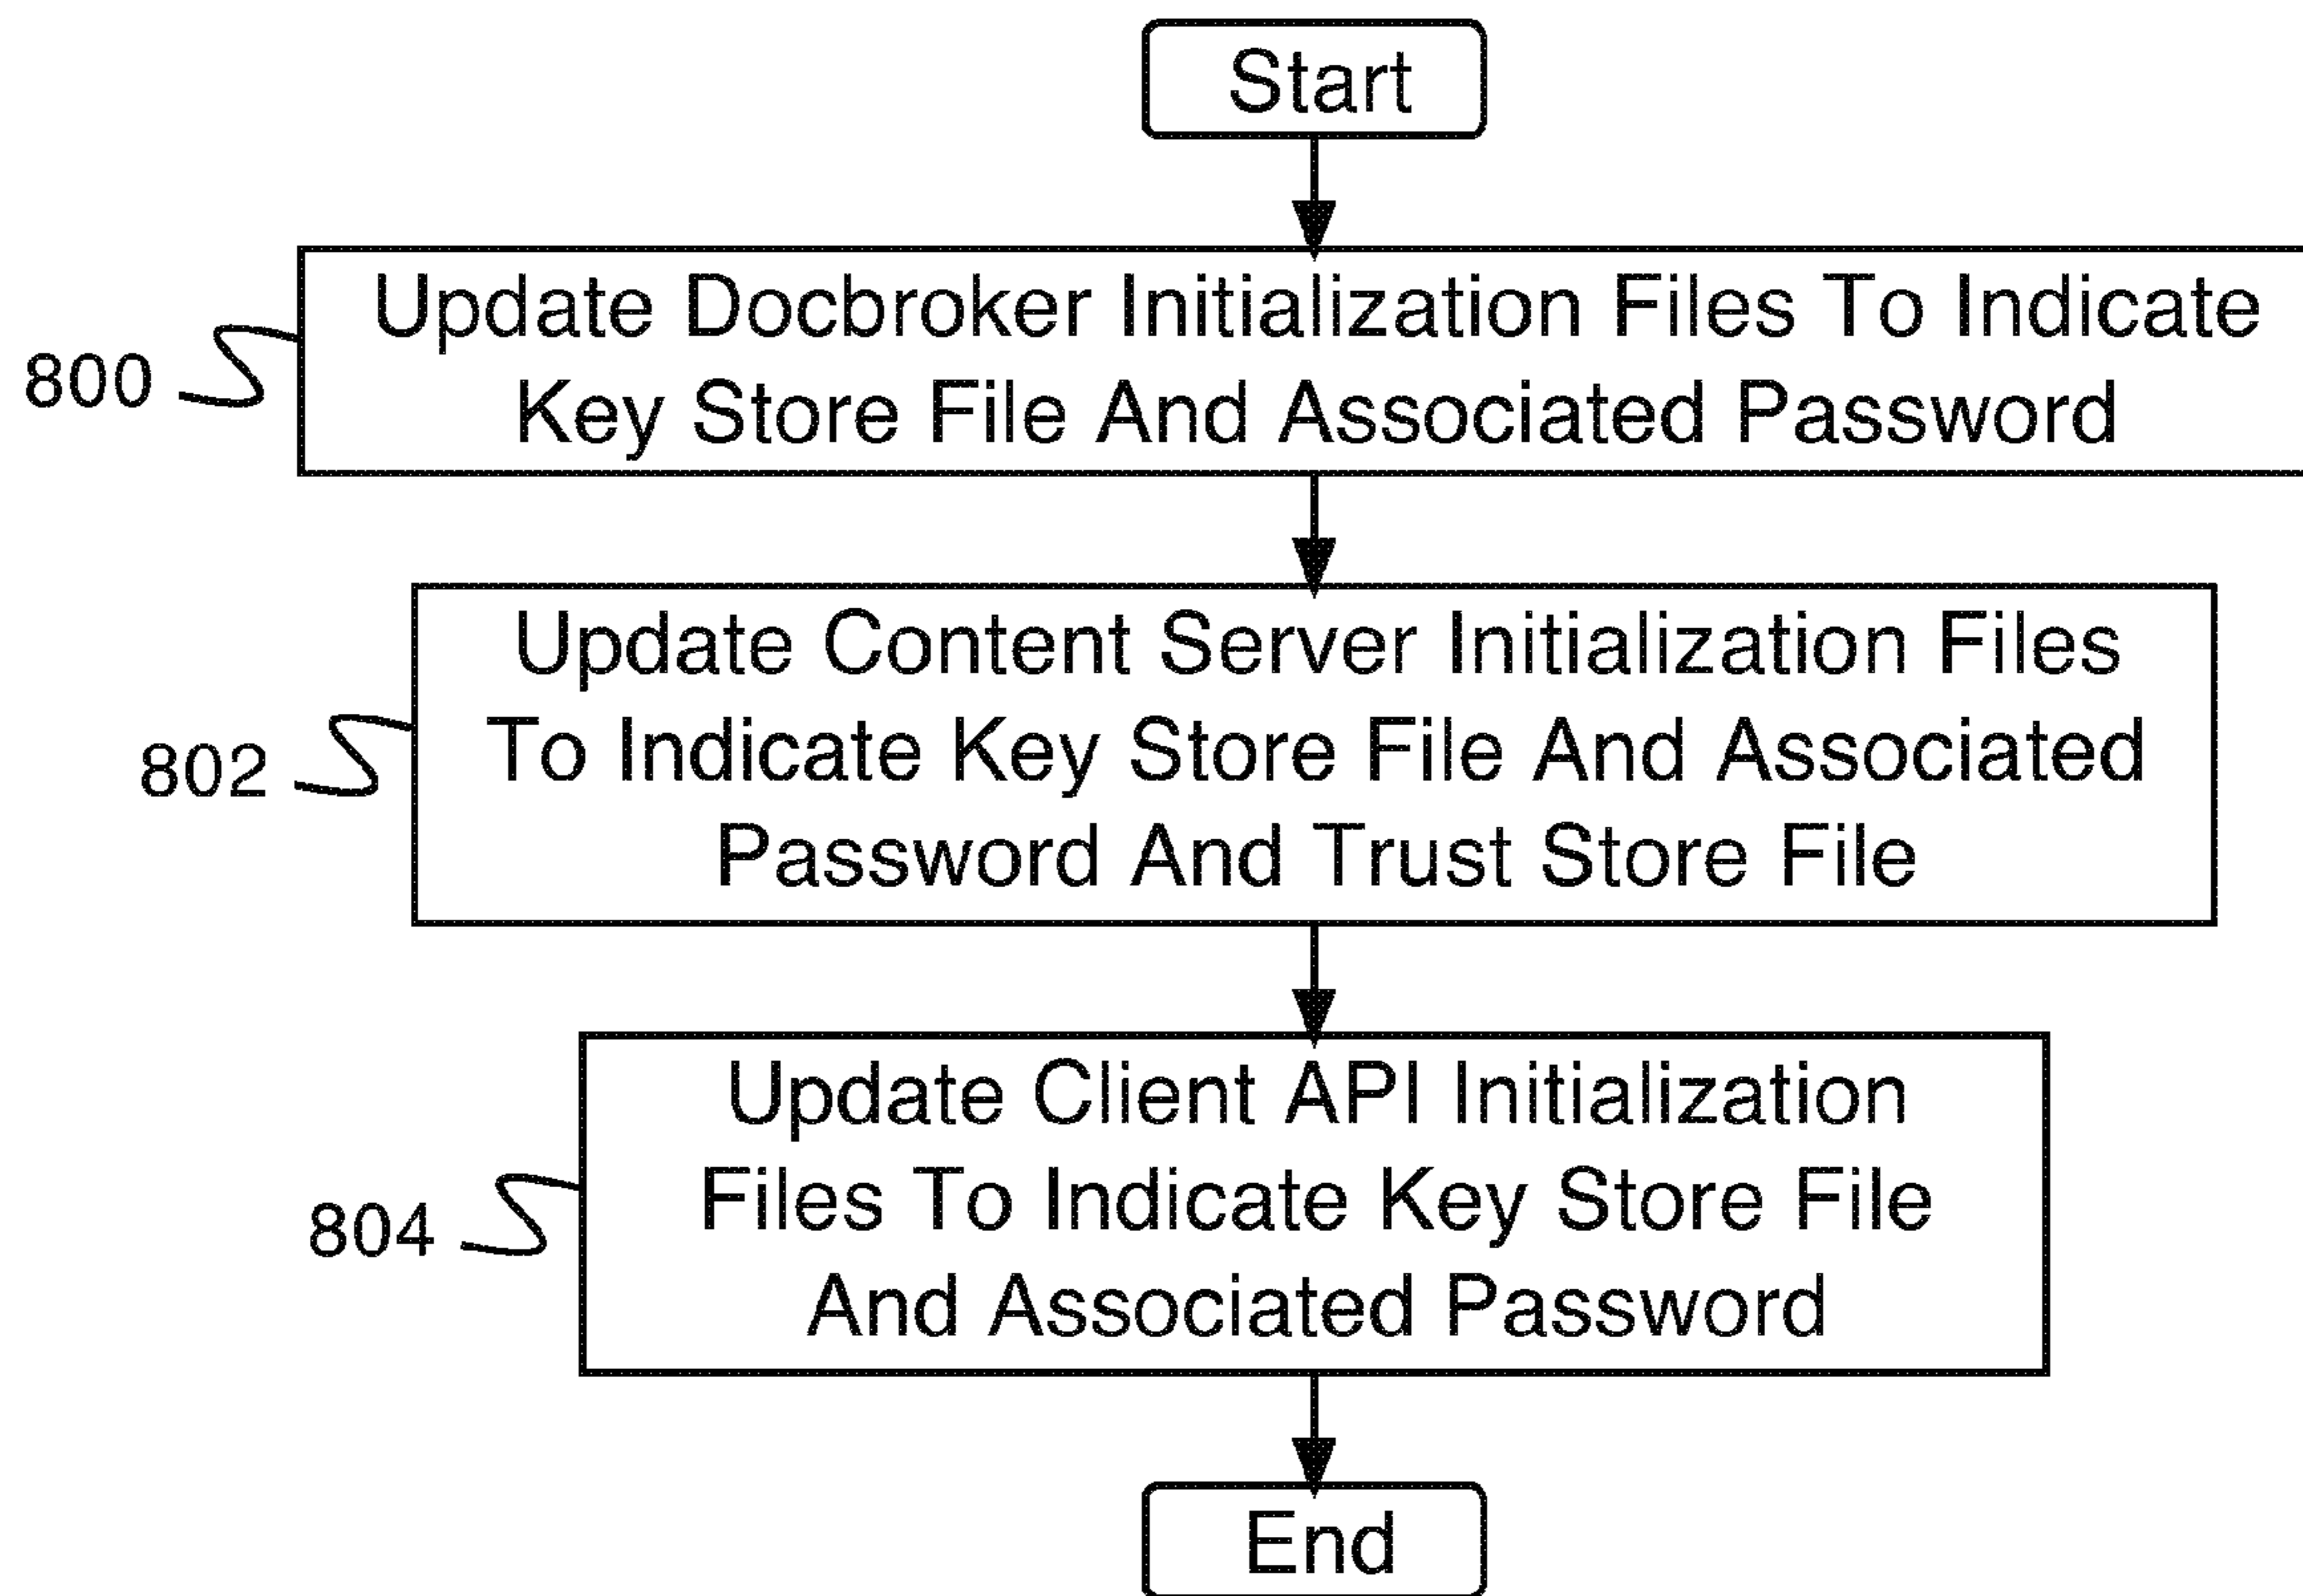 Start
Update Docbroker Initialization Files To Indicate
Key Store File And Associated Password
800
Update Content Server Initialization Files
To Indicate Key Store File And Associated
Password And Trust Store File
802
Update Client API Initialization
Files To Indicate Key Store File
And Associated Password
804
End